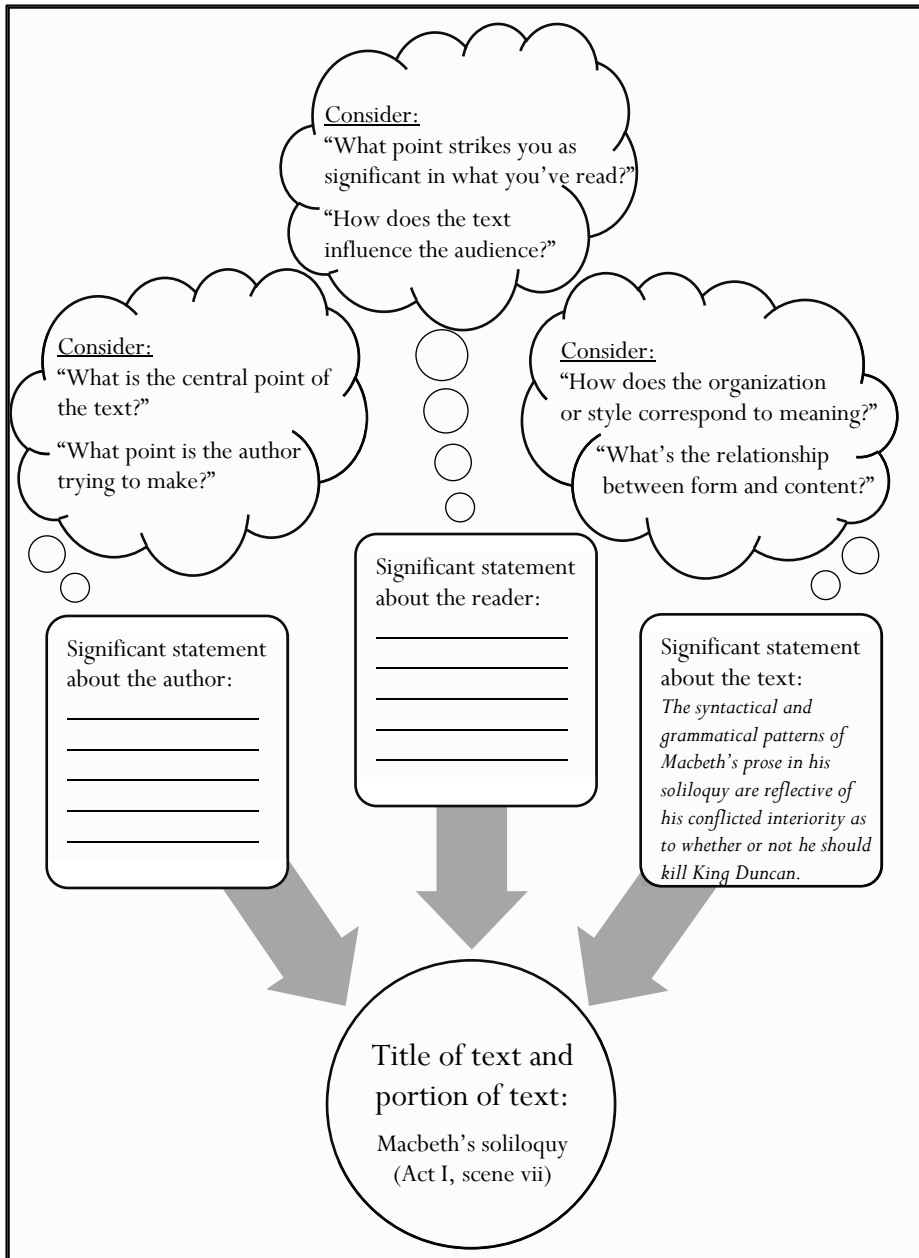 Consider:
“What point strikes you as
significant in what you’ve read?”
“How does the text
influence the audience?”
Consider:
“What is the central point of
the text?”
“What point is the author
trying to make?”
Consider:
“How does the organization
or style correspond to meaning?”
“What’s the relationship
between form and content?”
Significant statement
about the author:
Significant statement
about the reader:
Significant statement
about the text:
The syntactical and
grammatical patterns of
Macbeth’s prose in his
soliloquy are reflective of
his conflicted interiority as
to whether or not he should
kill King Duncan.
Title of text and
portion of text:
Macbeth’s soliloquy
(Act I, scene vii)